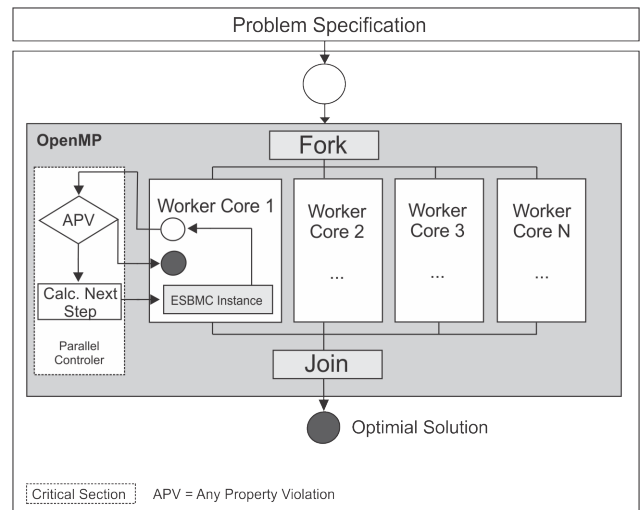 Problem Specification
OpenMP
Fork
APV
Calc. Next
Step
Parallel
Controler
Worker Core 1
ESBMC Instance
Worker
Core 2
...
Worker
Core 3
...
Worker
Core N
...
Join
Optimial Solution
Critical Section
APV = Any Property Violation